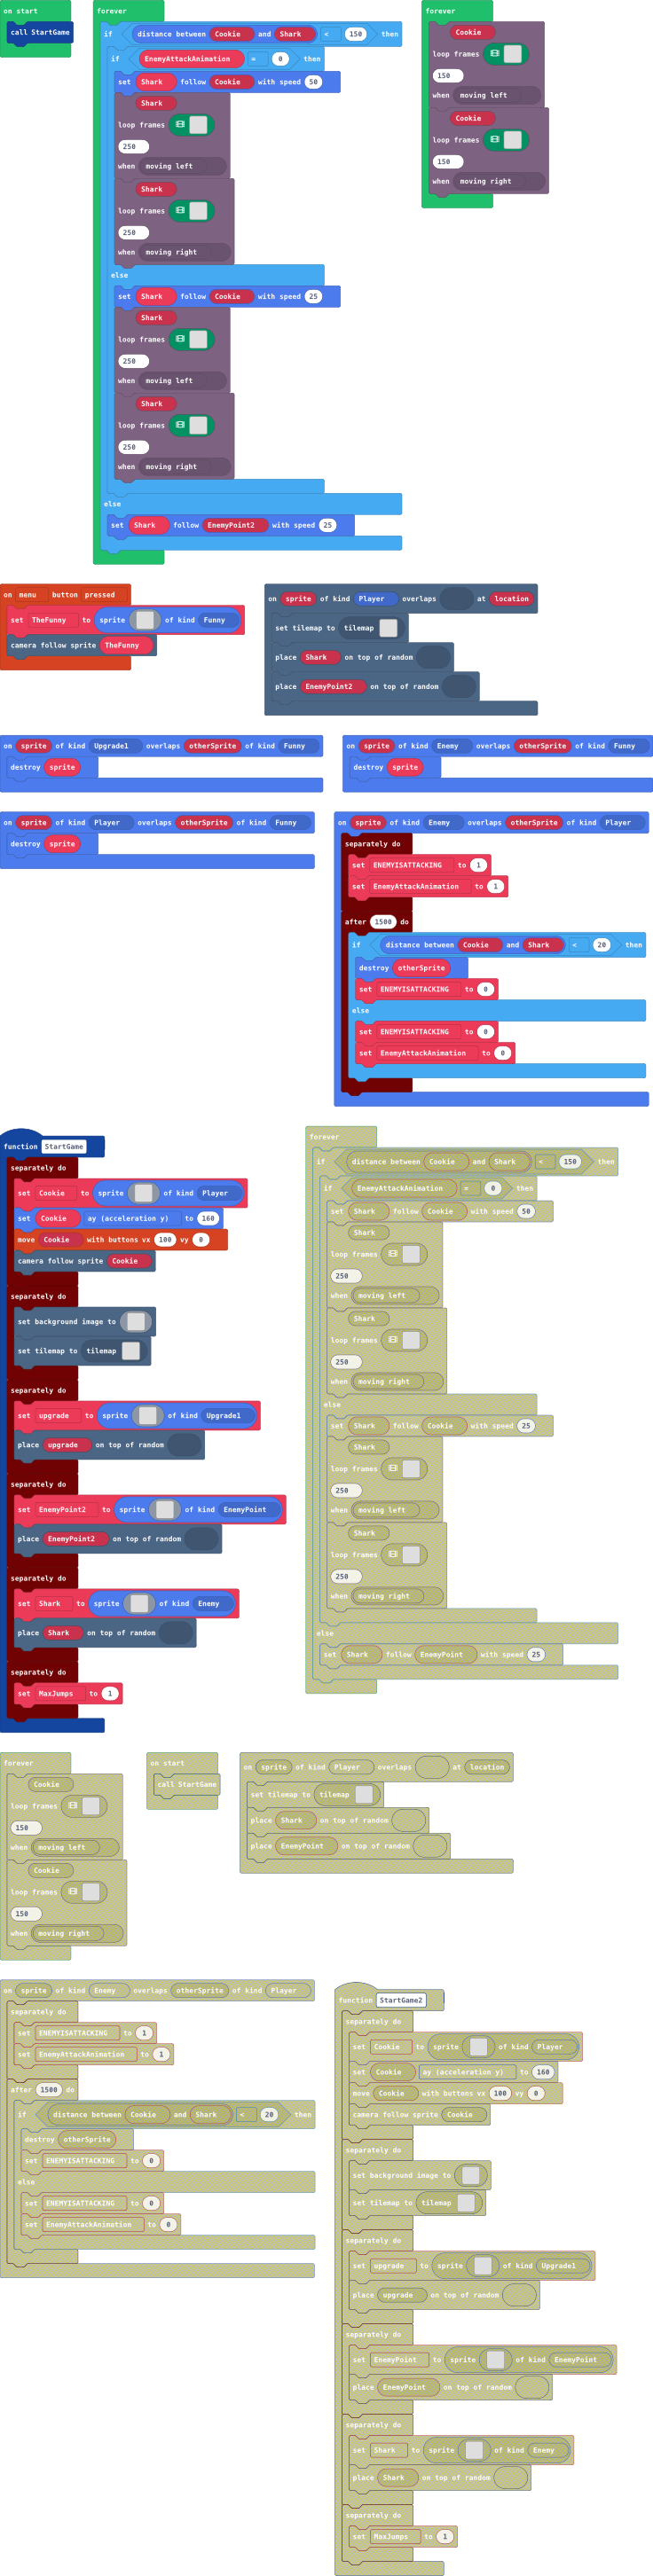 on start
call StartGame
forever
if distance between Cookie and Shark < 150 then
if EnemyAttackAnimation = 0 then
set Shark follow Cookie with speed 50
Shark
loop frames
250
when moving left
Shark
loop frames
250
when moving right
else
set Shark follow Cookie with speed 25
Shark
loop frames
250
when moving left
Shark
loop frames
250
when moving right
else
set Shark follow EnemyPoint2 with speed 25
forever
Cookie
loop frames
150
when moving left
Cookie
loop frames
150
when moving right
on menu button pressed
set TheFunny to sprite of kind Funny
camera follow sprite TheFunny
on sprite of kind Player overlaps at location
set tilemap to tilemap
place Shark on top of random
place EnemyPoint2 on top of random
on sprite of kind Upgrade1 overlaps otherSprite of kind Funny
destroy sprite
on sprite of kind Enemy overlaps otherSprite of kind Funny
destroy sprite
on sprite of kind Player overlaps otherSprite of kind Funny
destroy sprite
on sprite of kind Enemy overlaps otherSprite of kind Player
separately do
set ENEMYISATTACKING to 1
set EnemyAttackAnimation to 1
after 1500 do
if distance between Cookie and Shark < 20 then
destroy otherSprite
set ENEMYISATTACKING to 0
else
set ENEMYISATTACKING to 0
set EnemyAttackAnimation to 0
function StartGame
separately do
set Cookie to sprite of kind Player
set Cookie ay (acceleration y) to 160
move Cookie with buttons vx 100 vy 0
camera follow sprite Cookie
separately do
set background image to
set tilemap to tilemap
separately do
set upgrade to sprite of kind Upgrade1
place upgrade on top of random
separately do
set EnemyPoint2 to sprite of kind EnemyPoint
place EnemyPoint2 on top of random
separately do
set Shark to sprite of kind Enemy
place Shark on top of random
separately do
set MaxJumps to 1
forever
if distance between Cookie and Shark < 150 then
if EnemyAttackAnimation = 0 then
set Shark follow Cookie with speed 50
Shark
loop frames
250
when moving left
Shark
loop frames
250
when moving right
else
set Shark follow Cookie with speed 25
Shark
loop frames
250
when moving left
Shark
loop frames
250
when moving right
else
set Shark follow EnemyPoint with speed 25
forever
Cookie
loop frames
150
when moving left
Cookie
loop frames
150
when moving right
on start
call StartGame
on sprite of kind Player overlaps at location
set tilemap to tilemap
place Shark on top of random
place EnemyPoint on top of random
on sprite of kind Enemy overlaps otherSprite of kind Player
separately do
set ENEMYISATTACKING to 1
set EnemyAttackAnimation to 1
after 1500 do
if distance between Cookie and Shark < 20 then
destroy otherSprite
set ENEMYISATTACKING to 0
else
set ENEMYISATTACKING to 0
set EnemyAttackAnimation to 0
function StartGame2
separately do
set Cookie to sprite of kind Player
set Cookie ay (acceleration y) to 160
move Cookie with buttons vx 100 vy 0
camera follow sprite Cookie
separately do
set background image to
set tilemap to tilemap
separately do
set upgrade to sprite of kind Upgrade1
place upgrade on top of random
separately do
set EnemyPoint to sprite of kind EnemyPoint
place EnemyPoint on top of random
separately do
set Shark to sprite of kind Enemy
place Shark on top of random
separately do
set MaxJumps to 1